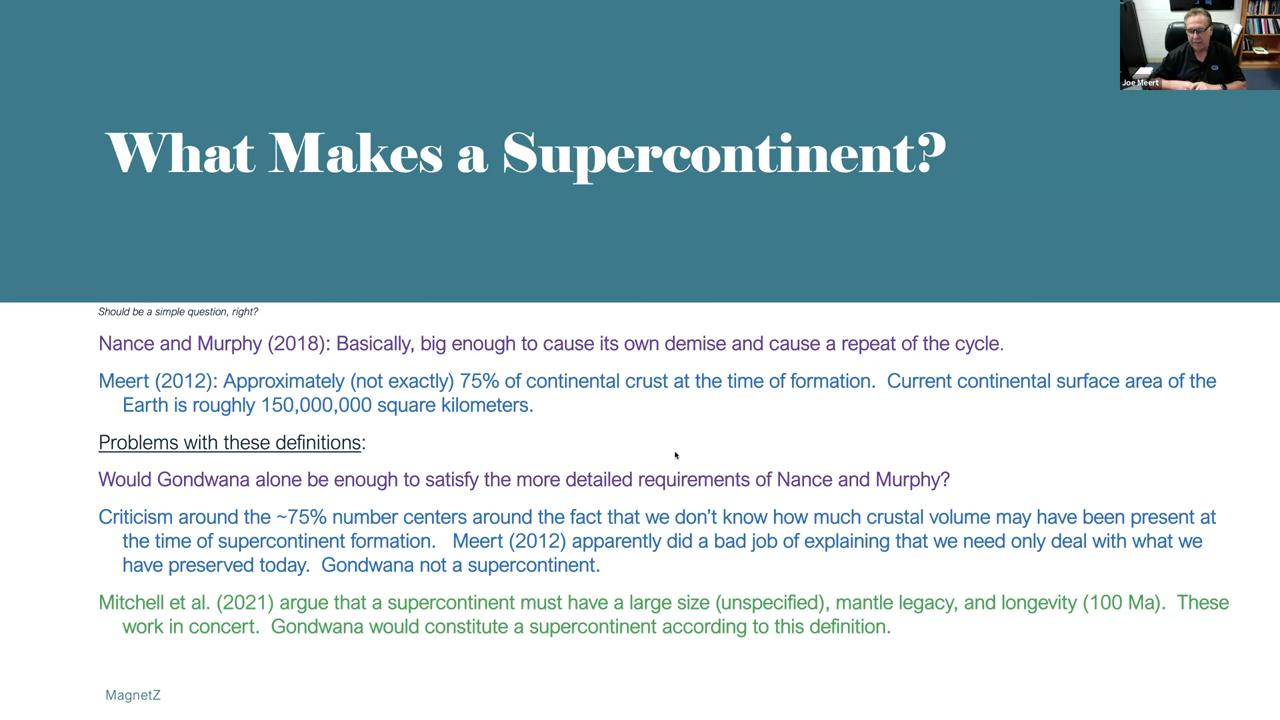 Joe Meert
What Makes a Supercontinent?
Should be a simple question, right?
Nance and Murphy (2018): Basically, big enough to cause its own demise and cause a repeat of the cycle.
Meert (2012): Approximately (not exactly) 75% of continental crust at the time of formation.  Current continental surface area of the
Earth is roughly 150,000,000 square kilometers.
Problems with these definitions:
Would Gondwana alone be enough to satisfy the more detailed requirements of Nance and Murphy?
Criticism around the ~75% number centers around the fact that we don’t know how much crustal volume may have been present at
the time of supercontinent formation.   Meert (2012) apparently did a bad job of explaining that we need only deal with what we
have preserved today.  Gondwana not a supercontinent.
Mitchell et al. (2021) argue that a supercontinent must have a large size (unspecified), mantle legacy, and longevity (100 Ma).  These
work in concert.  Gondwana would constitute a supercontinent according to this definition.
MagnetZ